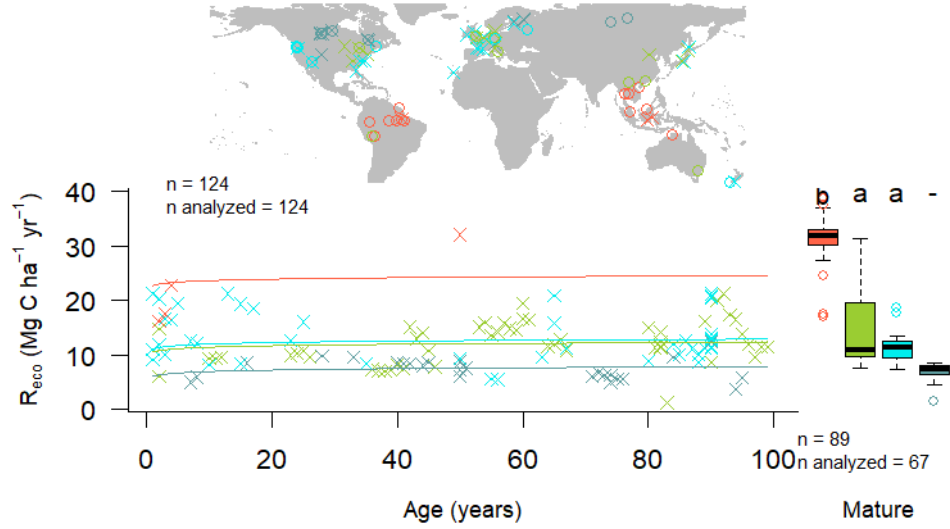 n = 124
n analyzed = 124
R_eco (Mg C ha⁻¹ yr⁻¹)
40
30
20
10
0
0 20 40 60 80 100
Age (years)
b a a -
n = 89
n analyzed = 67
Mature